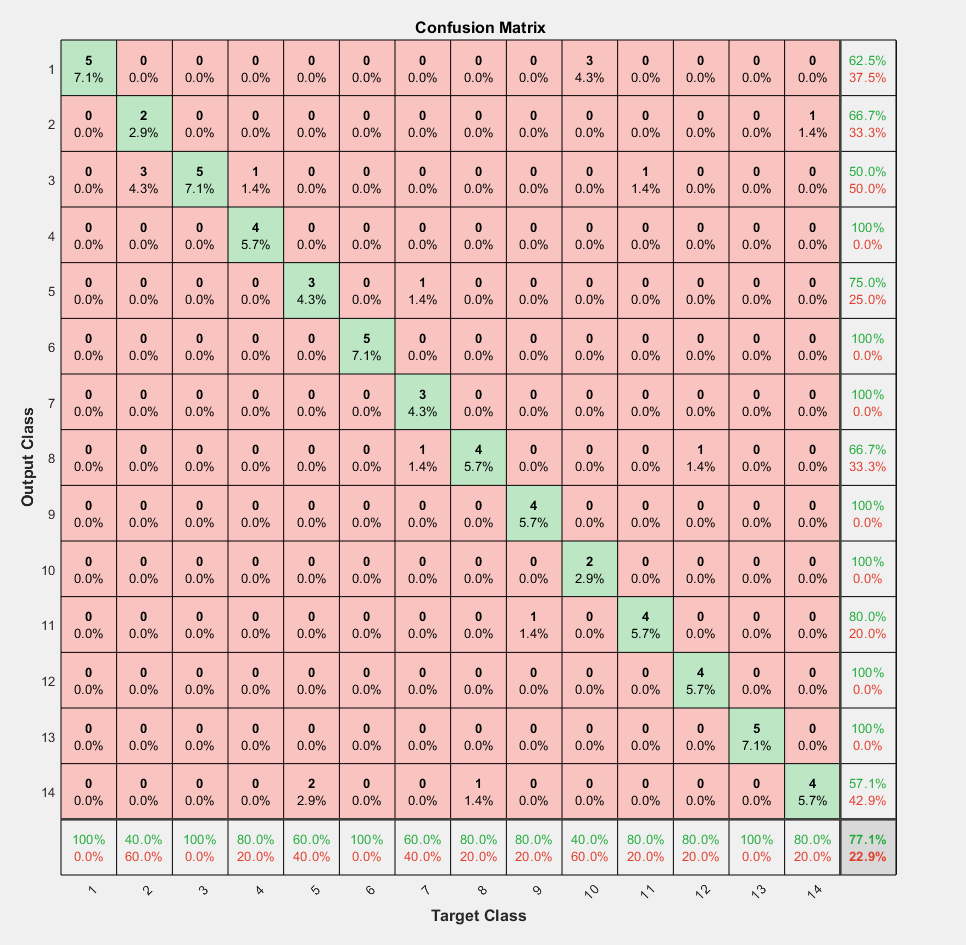 Confusion Matrix
5 0 0 0 0 0 0 0 0 3 0 0 0 0 62.5%
1
7.1% 0.0% 0.0% 0.0% 0.0% 0.0% 0.0% 0.0% 0.0% 4.3% 0.0% 0.0% 0.0% 0.0% 37.5%
0 2 0 0 0 0 0 0 0 0 0 0 0 1 66.7%
2
0.0% 2.9% 0.0% 0.0% 0.0% 0.0% 0.0% 0.0% 0.0% 0.0% 0.0% 0.0% 0.0% 1.4% 33.3%
0 3 5 1 0 0 0 0 0 0 1 0 0 0 50.0%
3
0.0% 4.3% 7.1% 1.4% 0.0% 0.0% 0.0% 0.0% 0.0% 0.0% 1.4% 0.0% 0.0% 0.0% 50.0%
0 0 0 4 0 0 0 0 0 0 0 0 0 0 100%
4
0.0% 0.0% 0.0% 5.7% 0.0% 0.0% 0.0% 0.0% 0.0% 0.0% 0.0% 0.0% 0.0% 0.0% 0.0%
0 0 0 0 3 0 1 0 0 0 0 0 0 0 75.0%
5
0.0% 0.0% 0.0% 0.0% 4.3% 0.0% 1.4% 0.0% 0.0% 0.0% 0.0% 0.0% 0.0% 0.0% 25.0%
0 0 0 0 0 5 0 0 0 0 0 0 0 0 100%
6
0.0% 0.0% 0.0% 0.0% 0.0% 7.1% 0.0% 0.0% 0.0% 0.0% 0.0% 0.0% 0.0% 0.0% 0.0%
0 0 0 0 0 0 3 0 0 0 0 0 0 0 100%
7
0.0% 0.0% 0.0% 0.0% 0.0% 0.0% 4.3% 0.0% 0.0% 0.0% 0.0% 0.0% 0.0% 0.0% 0.0%
0 0 0 0 0 0 1 4 0 0 0 1 0 0 66.7%
8
0.0% 0.0% 0.0% 0.0% 0.0% 0.0% 1.4% 5.7% 0.0% 0.0% 0.0% 1.4% 0.0% 0.0% 33.3%
Output Class
0 0 0 0 0 0 0 0 4 0 0 0 0 0 100%
9
0.0% 0.0% 0.0% 0.0% 0.0% 0.0% 0.0% 0.0% 5.7% 0.0% 0.0% 0.0% 0.0% 0.0% 0.0%
0 0 0 0 0 0 0 0 0 2 0 0 0 0 100%
10
0.0% 0.0% 0.0% 0.0% 0.0% 0.0% 0.0% 0.0% 0.0% 2.9% 0.0% 0.0% 0.0% 0.0% 0.0%
0 0 0 0 0 0 0 0 1 0 4 0 0 0 80.0%
11
0.0% 0.0% 0.0% 0.0% 0.0% 0.0% 0.0% 0.0% 1.4% 0.0% 5.7% 0.0% 0.0% 0.0% 20.0%
0 0 0 0 0 0 0 0 0 0 0 4 0 0 100%
12
0.0% 0.0% 0.0% 0.0% 0.0% 0.0% 0.0% 0.0% 0.0% 0.0% 0.0% 5.7% 0.0% 0.0% 0.0%
0 0 0 0 0 0 0 0 0 0 0 0 5 0 100%
13
0.0% 0.0% 0.0% 0.0% 0.0% 0.0% 0.0% 0.0% 0.0% 0.0% 0.0% 0.0% 7.1% 0.0% 0.0%
0 0 0 0 2 0 0 1 0 0 0 0 0 4 57.1%
14
0.0% 0.0% 0.0% 0.0% 2.9% 0.0% 0.0% 1.4% 0.0% 0.0% 0.0% 0.0% 0.0% 5.7% 42.9%
100% 40.0% 100% 80.0% 60.0% 100% 60.0% 80.0% 80.0% 40.0% 80.0% 80.0% 100% 80.0% 77.1%
0.0% 60.0% 0.0% 20.0% 40.0% 0.0% 40.0% 20.0% 20.0% 60.0% 20.0% 20.0% 0.0% 20.0% 22.9%
1 2 3 4 5 6 7 8 9 10 11 12 13 14
Target Class